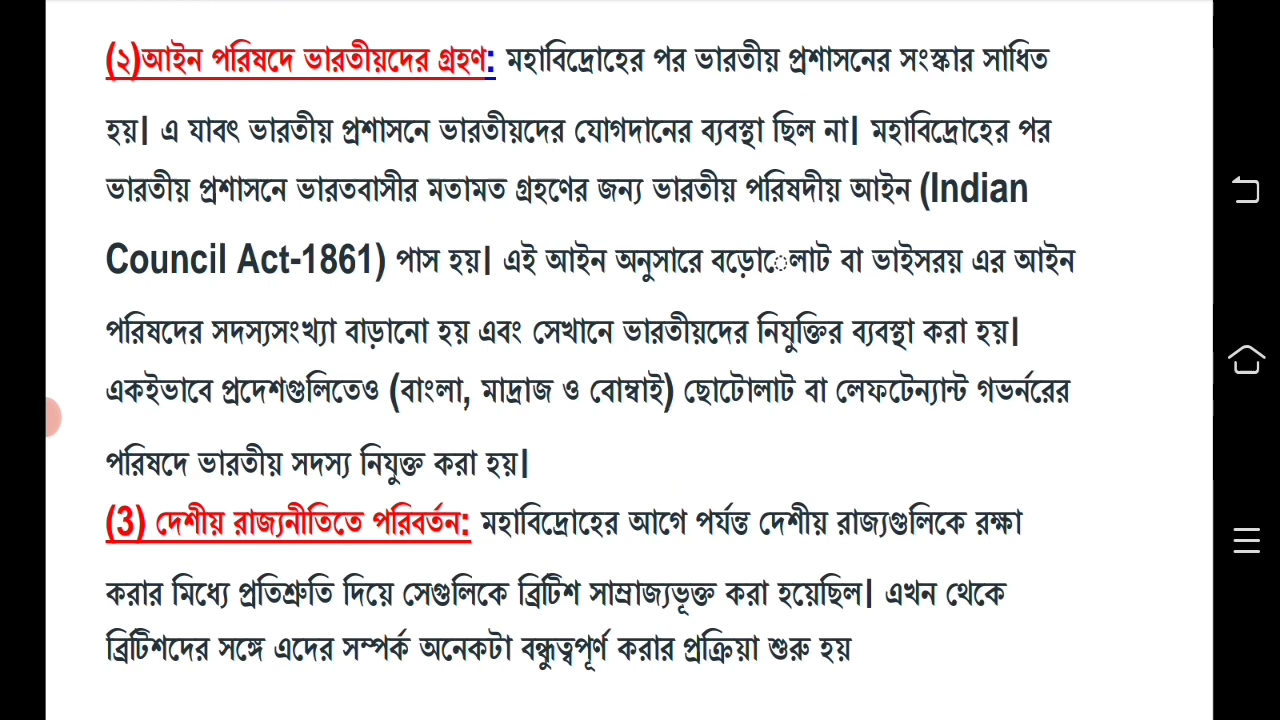 (২)আইন পরিষদে ভারতীয়দের গ্রহণ: মহাবিদ্রোহের পর ভারতীয় প্রশাসনের সংস্কার সাধিত
হয়| এ যাবৎ ভারতীয় প্রশাসনে ভারতীয়দের যোগদানের ব্যবস্থা ছিল না| মহাবিদ্রোহের পর
ভারতীয় প্রশাসনে ভারতবাসীর মতামত গ্রহণের জন্য ভারতীয় পরিষদীয় আইন (Indian
Council Act-1861) পাস হয়| এই আইন অনুসারে বড়োেলাট বা ভাইসরয় এর আইন
পরিষদের সদস্যসংখ্যা বাড়ানো হয় এবং সেখানে ভারতীয়দের নিযুক্তির ব্যবস্থা করা হয়|
একইভাবে প্রদেশগুলিতেও (বাংলা, মাদ্রাজ ও বোম্বাই) ছোটোলাট বা লেফটেন্যান্ট গভর্নরের
পরিষদে ভারতীয় সদস্য নিযুক্ত করা হয়|
(3) দেশীয় রাজ্যনীতিতে পরিবর্তন: মহাবিদ্রোহের আগে পর্যন্ত দেশীয় রাজ্যগুলিকে রক্ষা
করার মিধ্যে প্রতিশ্রুতি দিয়ে সেগুলিকে ব্রিটিশ সাম্রাজ্যভূক্ত করা হয়েছিল| এখন থেকে
ব্রিটিশদের সঙ্গে এদের সম্পর্ক অনেকটা বন্ধুত্বপূর্ণ করার প্রক্রিয়া শুরু হয়